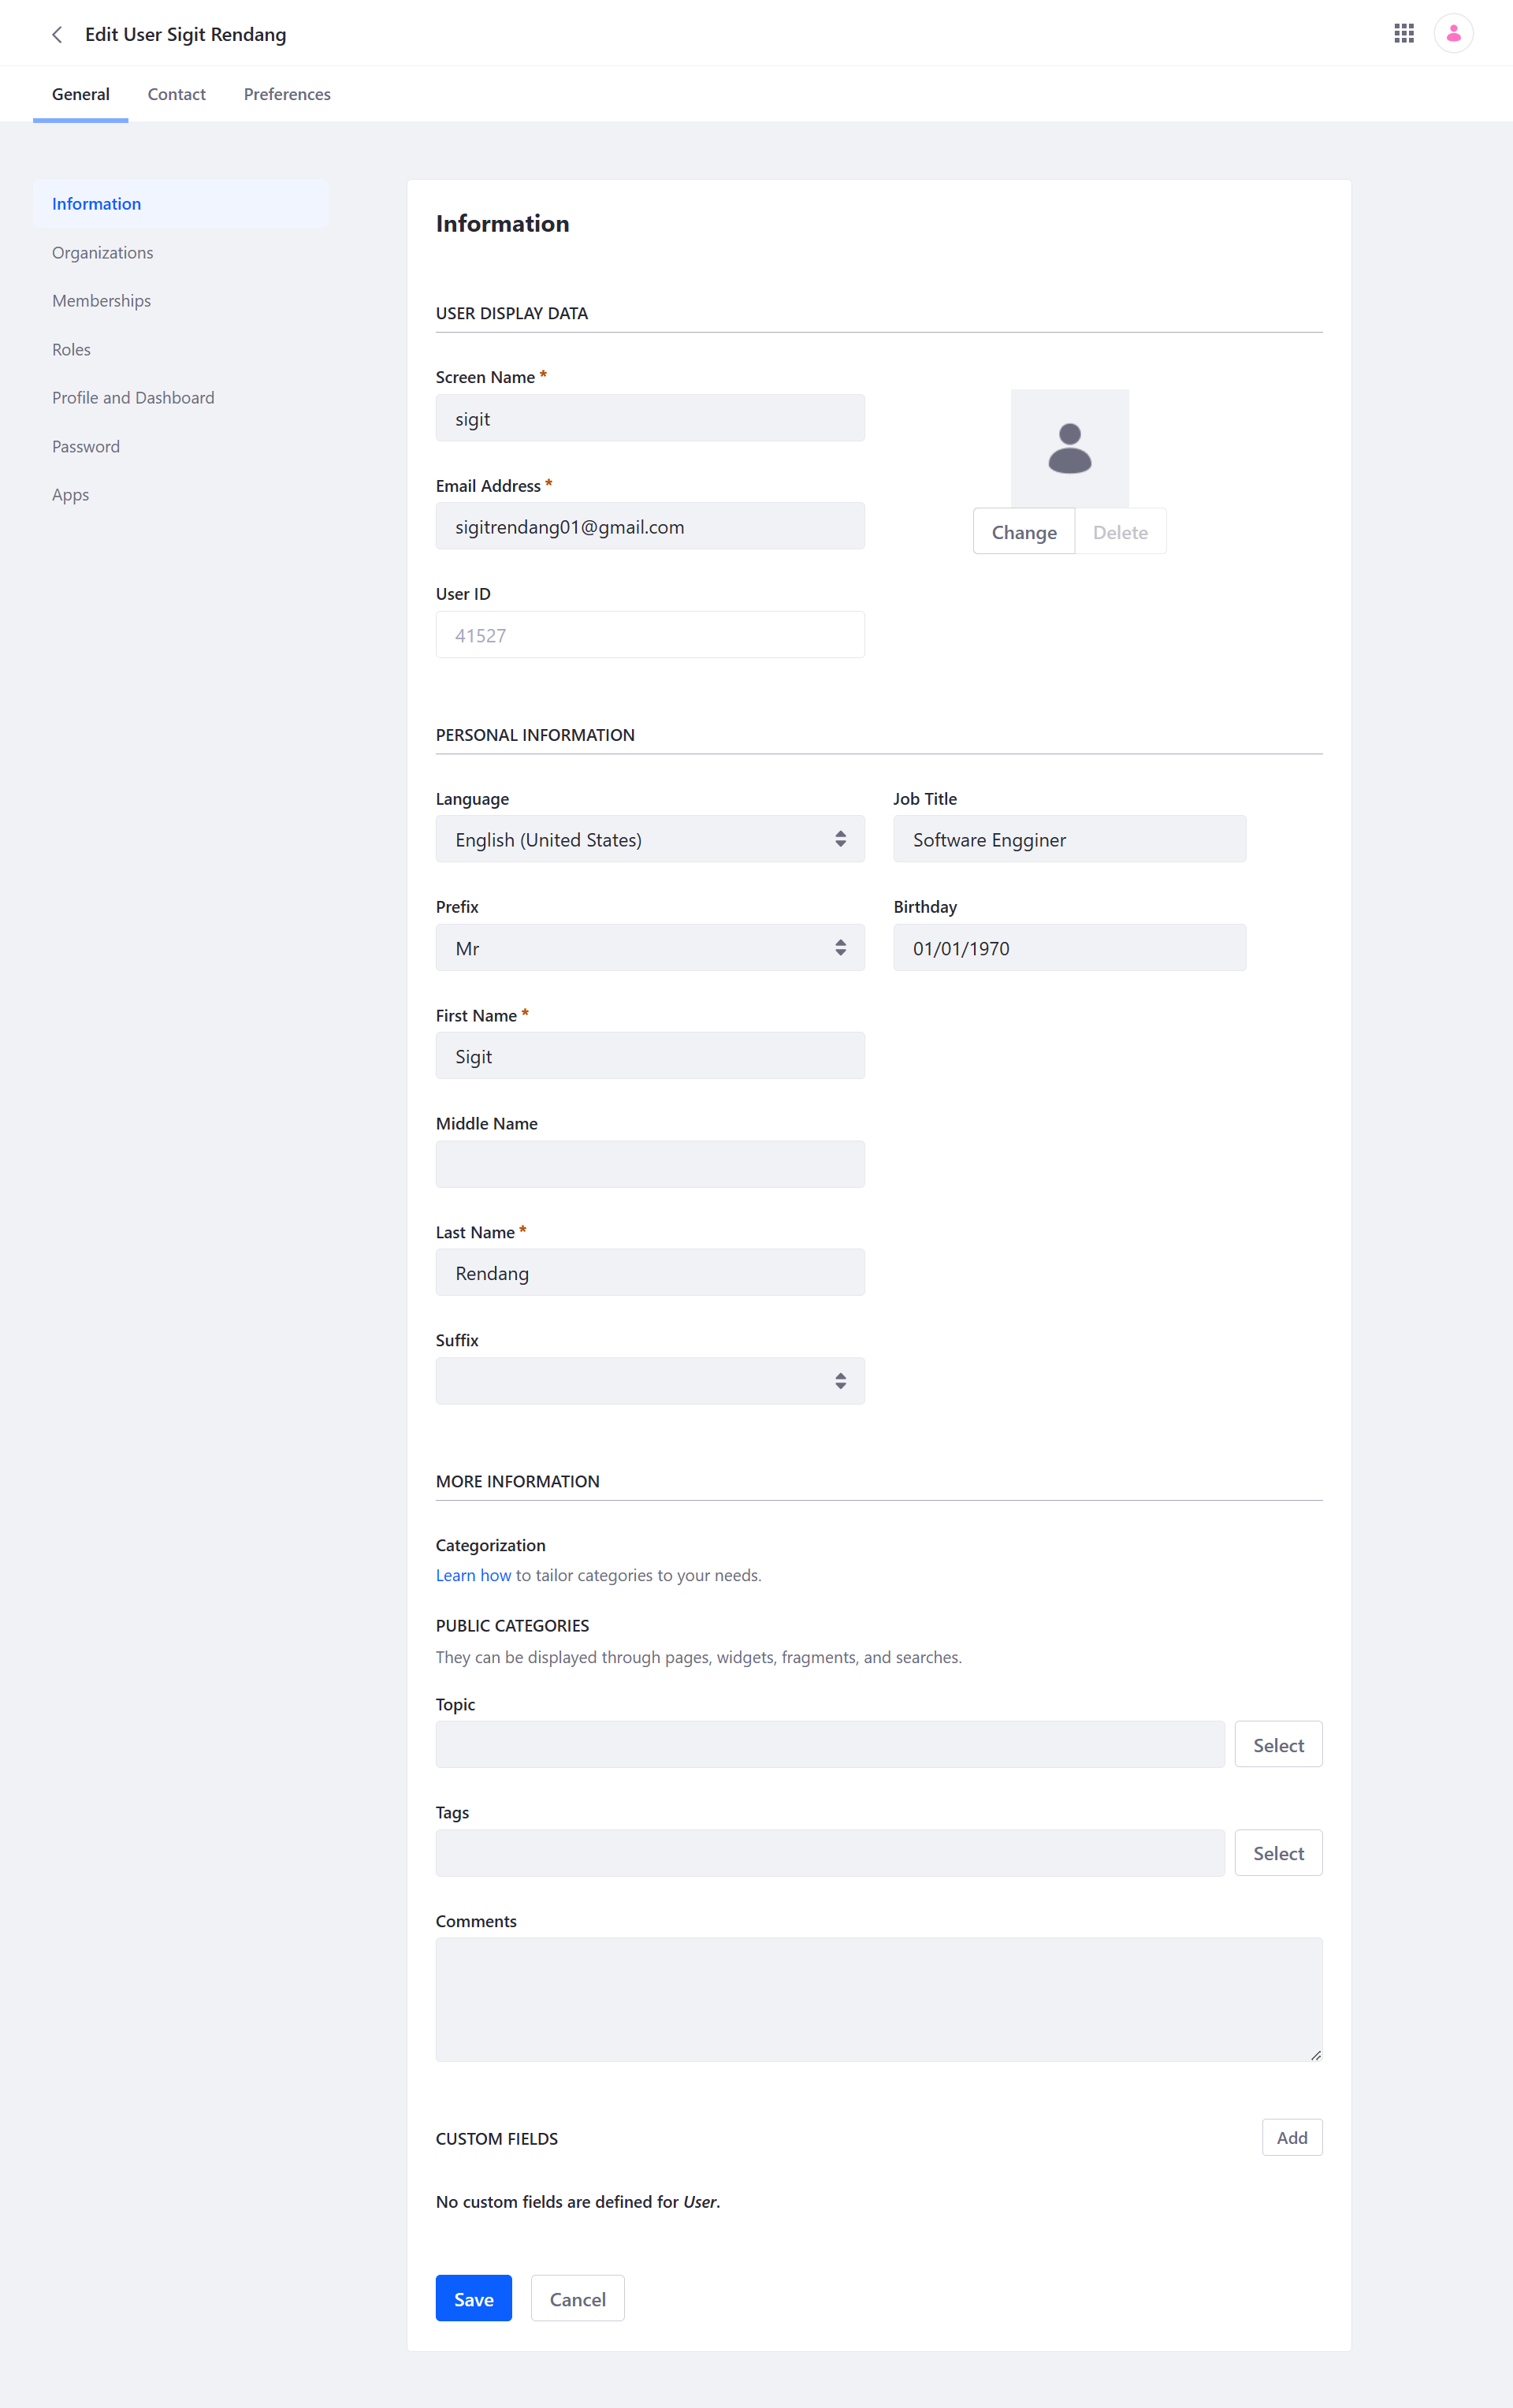 Edit User Sigit Rendang
General
Contact
Preferences
Information
Organizations
Memberships
Roles
Profile and Dashboard
Password
Apps
Information
USER DISPLAY DATA
Screen Name *
sigit
Email Address *
sigitrendang01@gmail.com
User ID
41527
Change
Delete
PERSONAL INFORMATION
Language
English (United States)
Job Title
Software Engginer
Prefix
Mr
Birthday
01/01/1970
First Name *
Sigit
Middle Name
Last Name *
Rendang
Suffix
MORE INFORMATION
Categorization
Learn how to tailor categories to your needs.
PUBLIC CATEGORIES
They can be displayed through pages, widgets, fragments, and searches.
Topic
Select
Tags
Select
Comments
CUSTOM FIELDS
Add
No custom fields are defined for User.
Save
Cancel